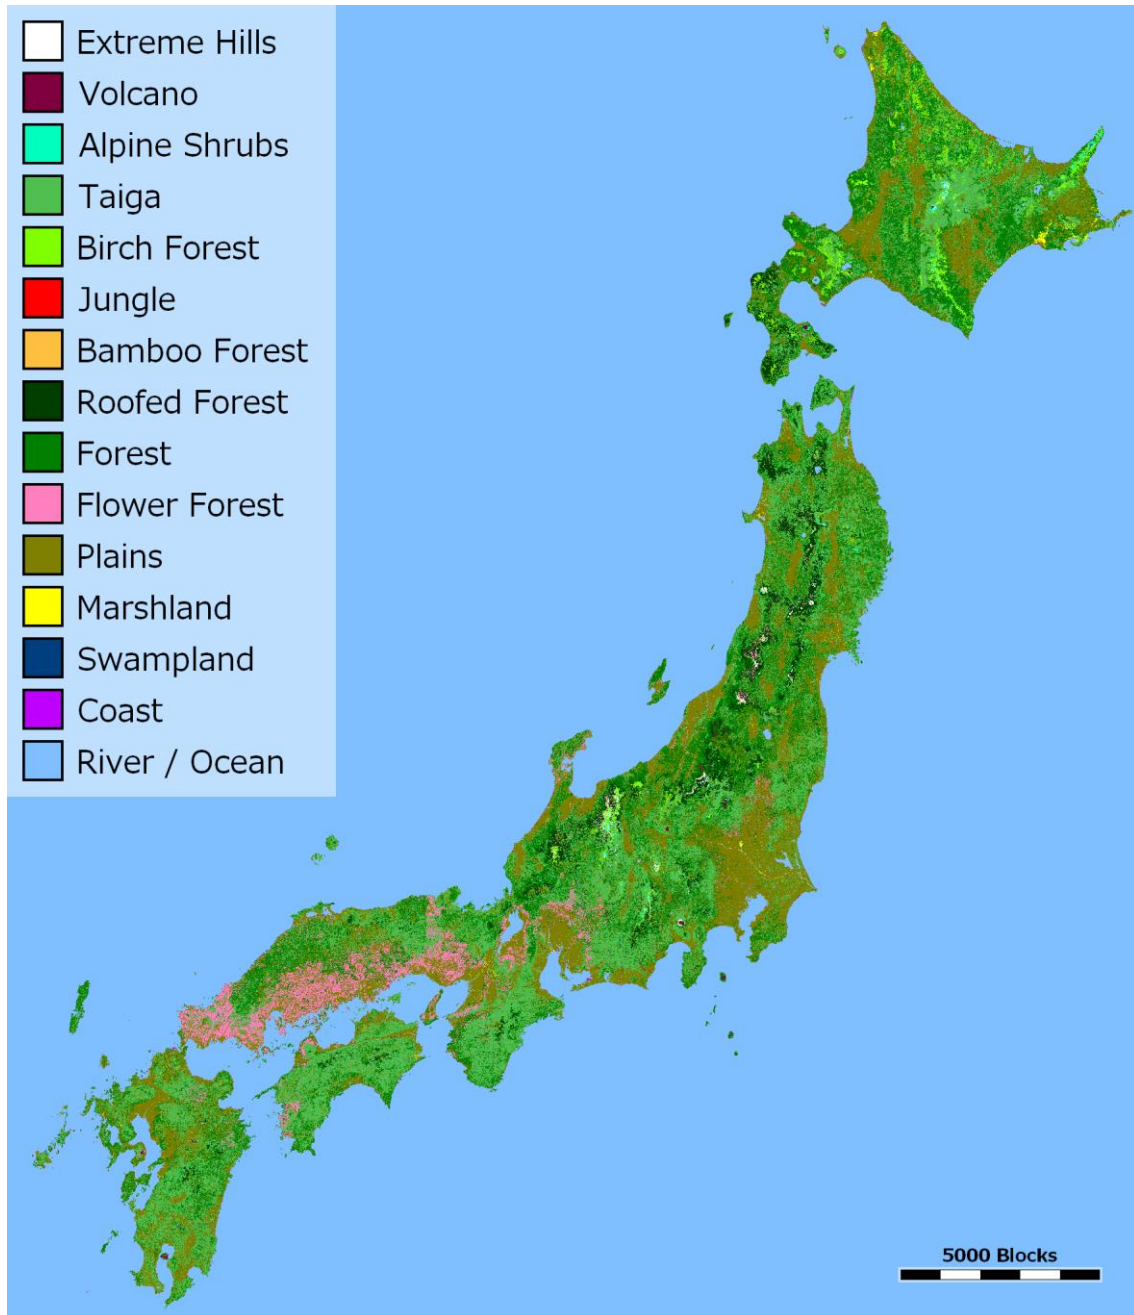 Extreme Hills
Volcano
Alpine Shrubs
Taiga
Birch Forest
Jungle
Bamboo Forest
Roofed Forest
Forest
Flower Forest
Plains
Marshland
Swampland
Coast
River / Ocean
5000 Blocks